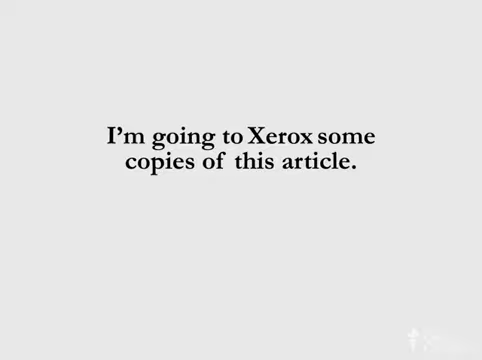 I’m going to Xerox some
copies of this article.